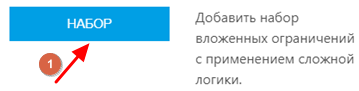 НАБОР
1
Добавить набор
вложенных ограничений
с применением сложной
логики.